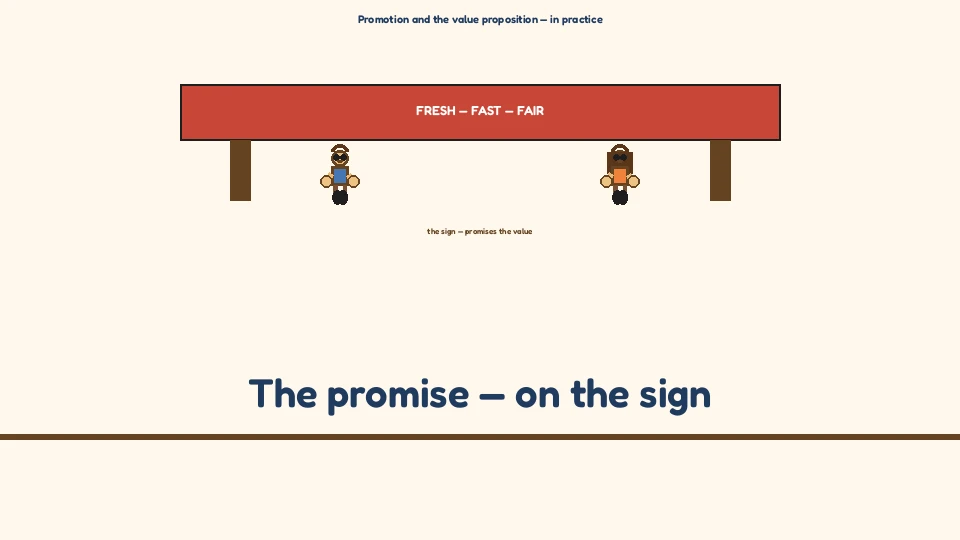 Promotion and the value proposition — in practice
FRESH — FAST — FAIR
the sign — promises the value
The promise — on the sign